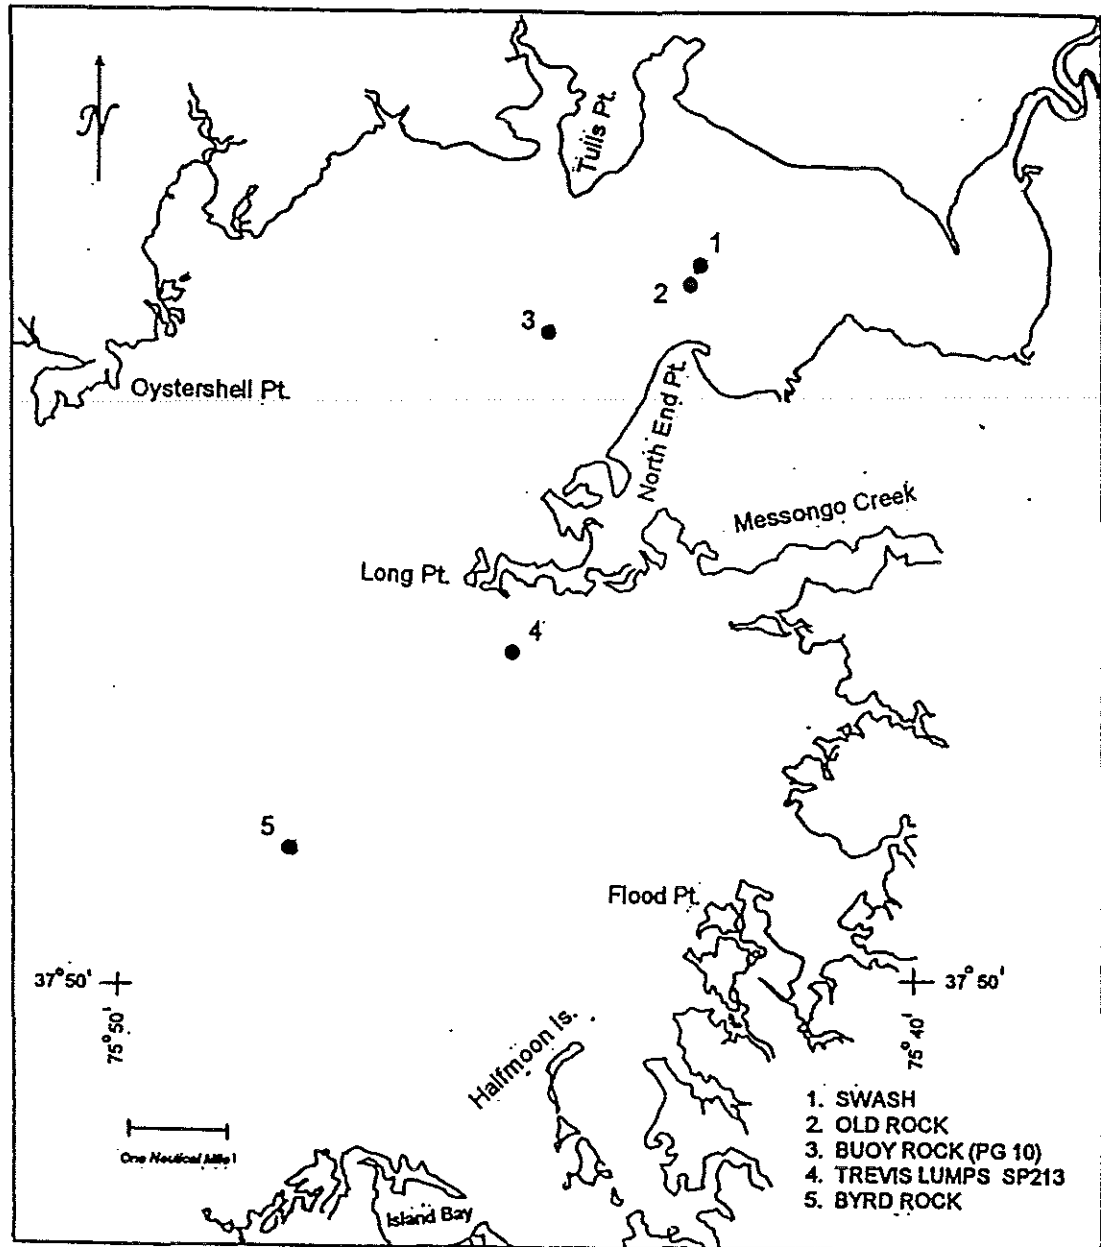 N
Tulls Pt.
1
2
3
Oystershell Pt.
North End Pt.
Messongo Creek
Long Pt.
4
5
Flood Pt.
37°50'
37°50'
75°50'
75°40'
Halfmoon Is.
One Nautical Mile
Island Bay
1. SWASH
2. OLD ROCK
3. BUOY ROCK (PG 10)
4. TREVIS LUMPS SP213
5. BYRD ROCK